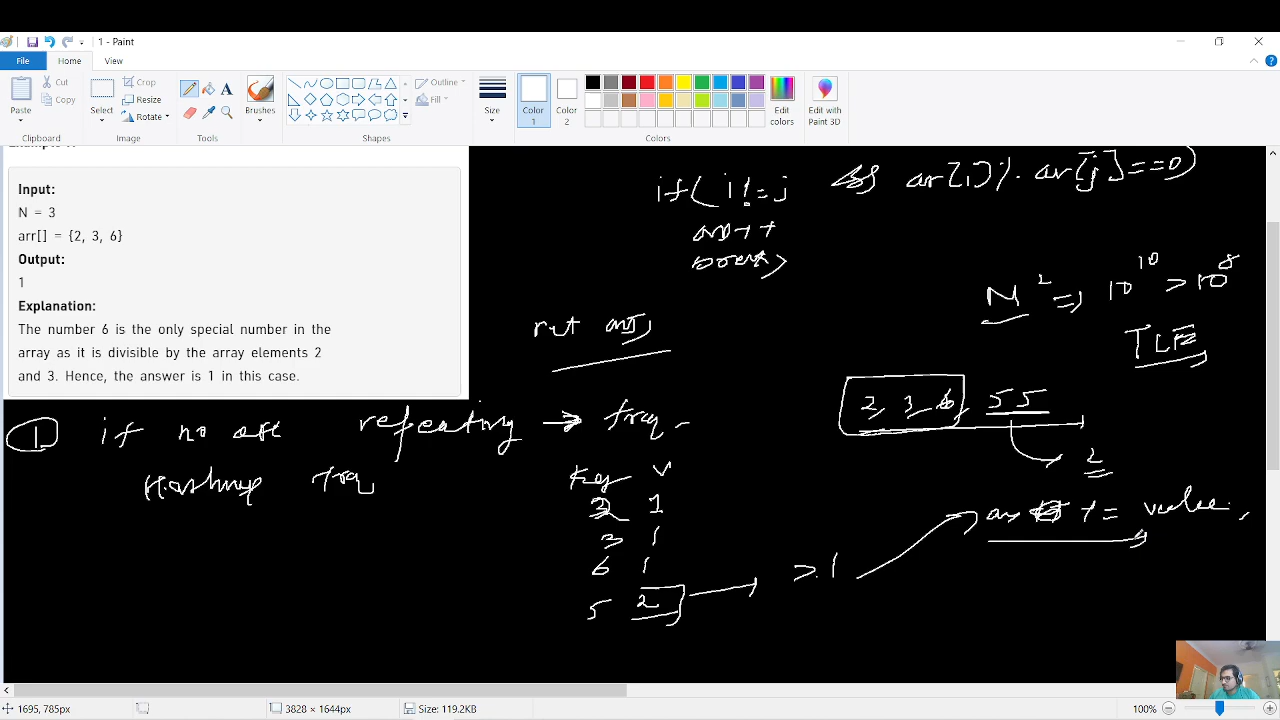 1 - Paint
File Home View
Paste
Cut
Copy
Clipboard
Select
Crop
Resize
Rotate
Image
Tools
Brushes
Shapes
Outline
Fill
Size
Color 1
Color 2
Edit colors
Colors
Edit with Paint 3D
Input:
N = 3
arr[] = {2, 3, 6}
Output:
1
Explanation:
The number 6 is the only special number in the
array as it is divisible by the array elements 2
and 3. Hence, the answer is 1 in this case.
if( i!=j && arr[i] % arr[j]==0)
ans++
break;
N² => 10^10 > 10^8
TLE
ret ans;
2, 3, 6, 5 5
2
1 if no are repeating → freq
Hashmap frq
key v
2 1
3 1
6 1
5 2
>1
ans += value;
1695, 785px
3828 × 1644px
Size: 119.2KB
100%